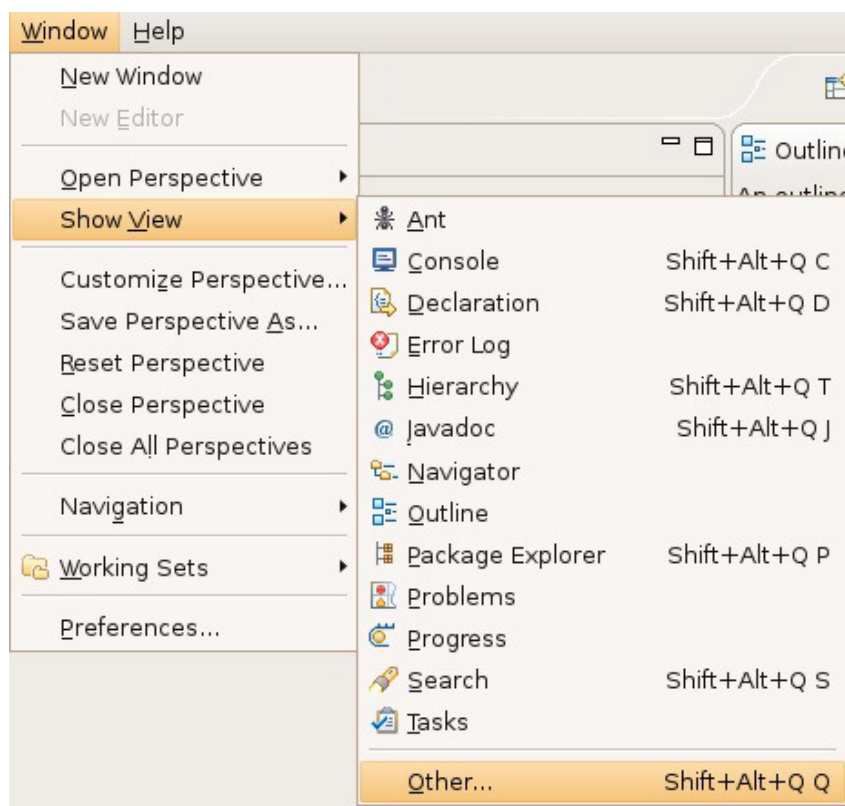 Window Help
New Window
New Editor
Open Perspective
Show View
Customize Perspective...
Save Perspective As...
Reset Perspective
Close Perspective
Close All Perspectives
Navigation
Working Sets
Preferences...
Outlin
An outline
Ant
Console Shift+Alt+Q C
Declaration Shift+Alt+Q D
Error Log
Hierarchy Shift+Alt+Q T
@ Javadoc Shift+Alt+Q J
Navigator
Outline
Package Explorer Shift+Alt+Q P
Problems
Progress
Search Shift+Alt+Q S
Tasks
Other... Shift+Alt+Q Q